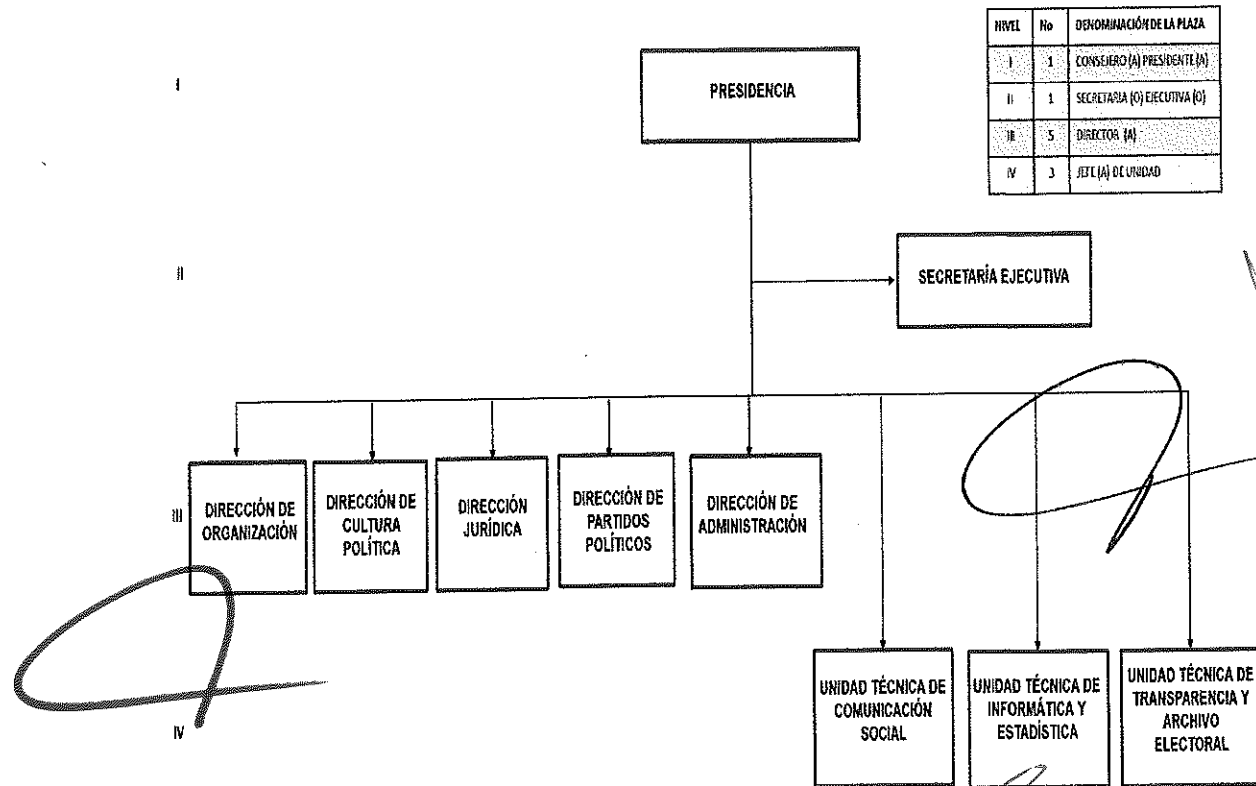 NIVEL No DENOMINACIÓN DE LA PLAZA
I 1 CONSEJERO (A) PRESIDENTE (A)
II 1 SECRETARIA (O) EJECUTIVA (O)
III 5 DIRECTOR (A)
IV 3 JEFE (A) DE UNIDAD
I
PRESIDENCIA
II
SECRETARÍA EJECUTIVA
III
DIRECCIÓN DE
ORGANIZACIÓN
DIRECCIÓN DE
CULTURA
POLÍTICA
DIRECCIÓN
JURÍDICA
DIRECCIÓN DE
PARTIDOS
POLÍTICOS
DIRECCIÓN DE
ADMINISTRACIÓN
IV
UNIDAD TÉCNICA DE
COMUNICACIÓN
SOCIAL
UNIDAD TÉCNICA DE
INFORMÁTICA Y
ESTADÍSTICA
UNIDAD TÉCNICA DE
TRANSPARENCIA Y
ARCHIVO
ELECTORAL